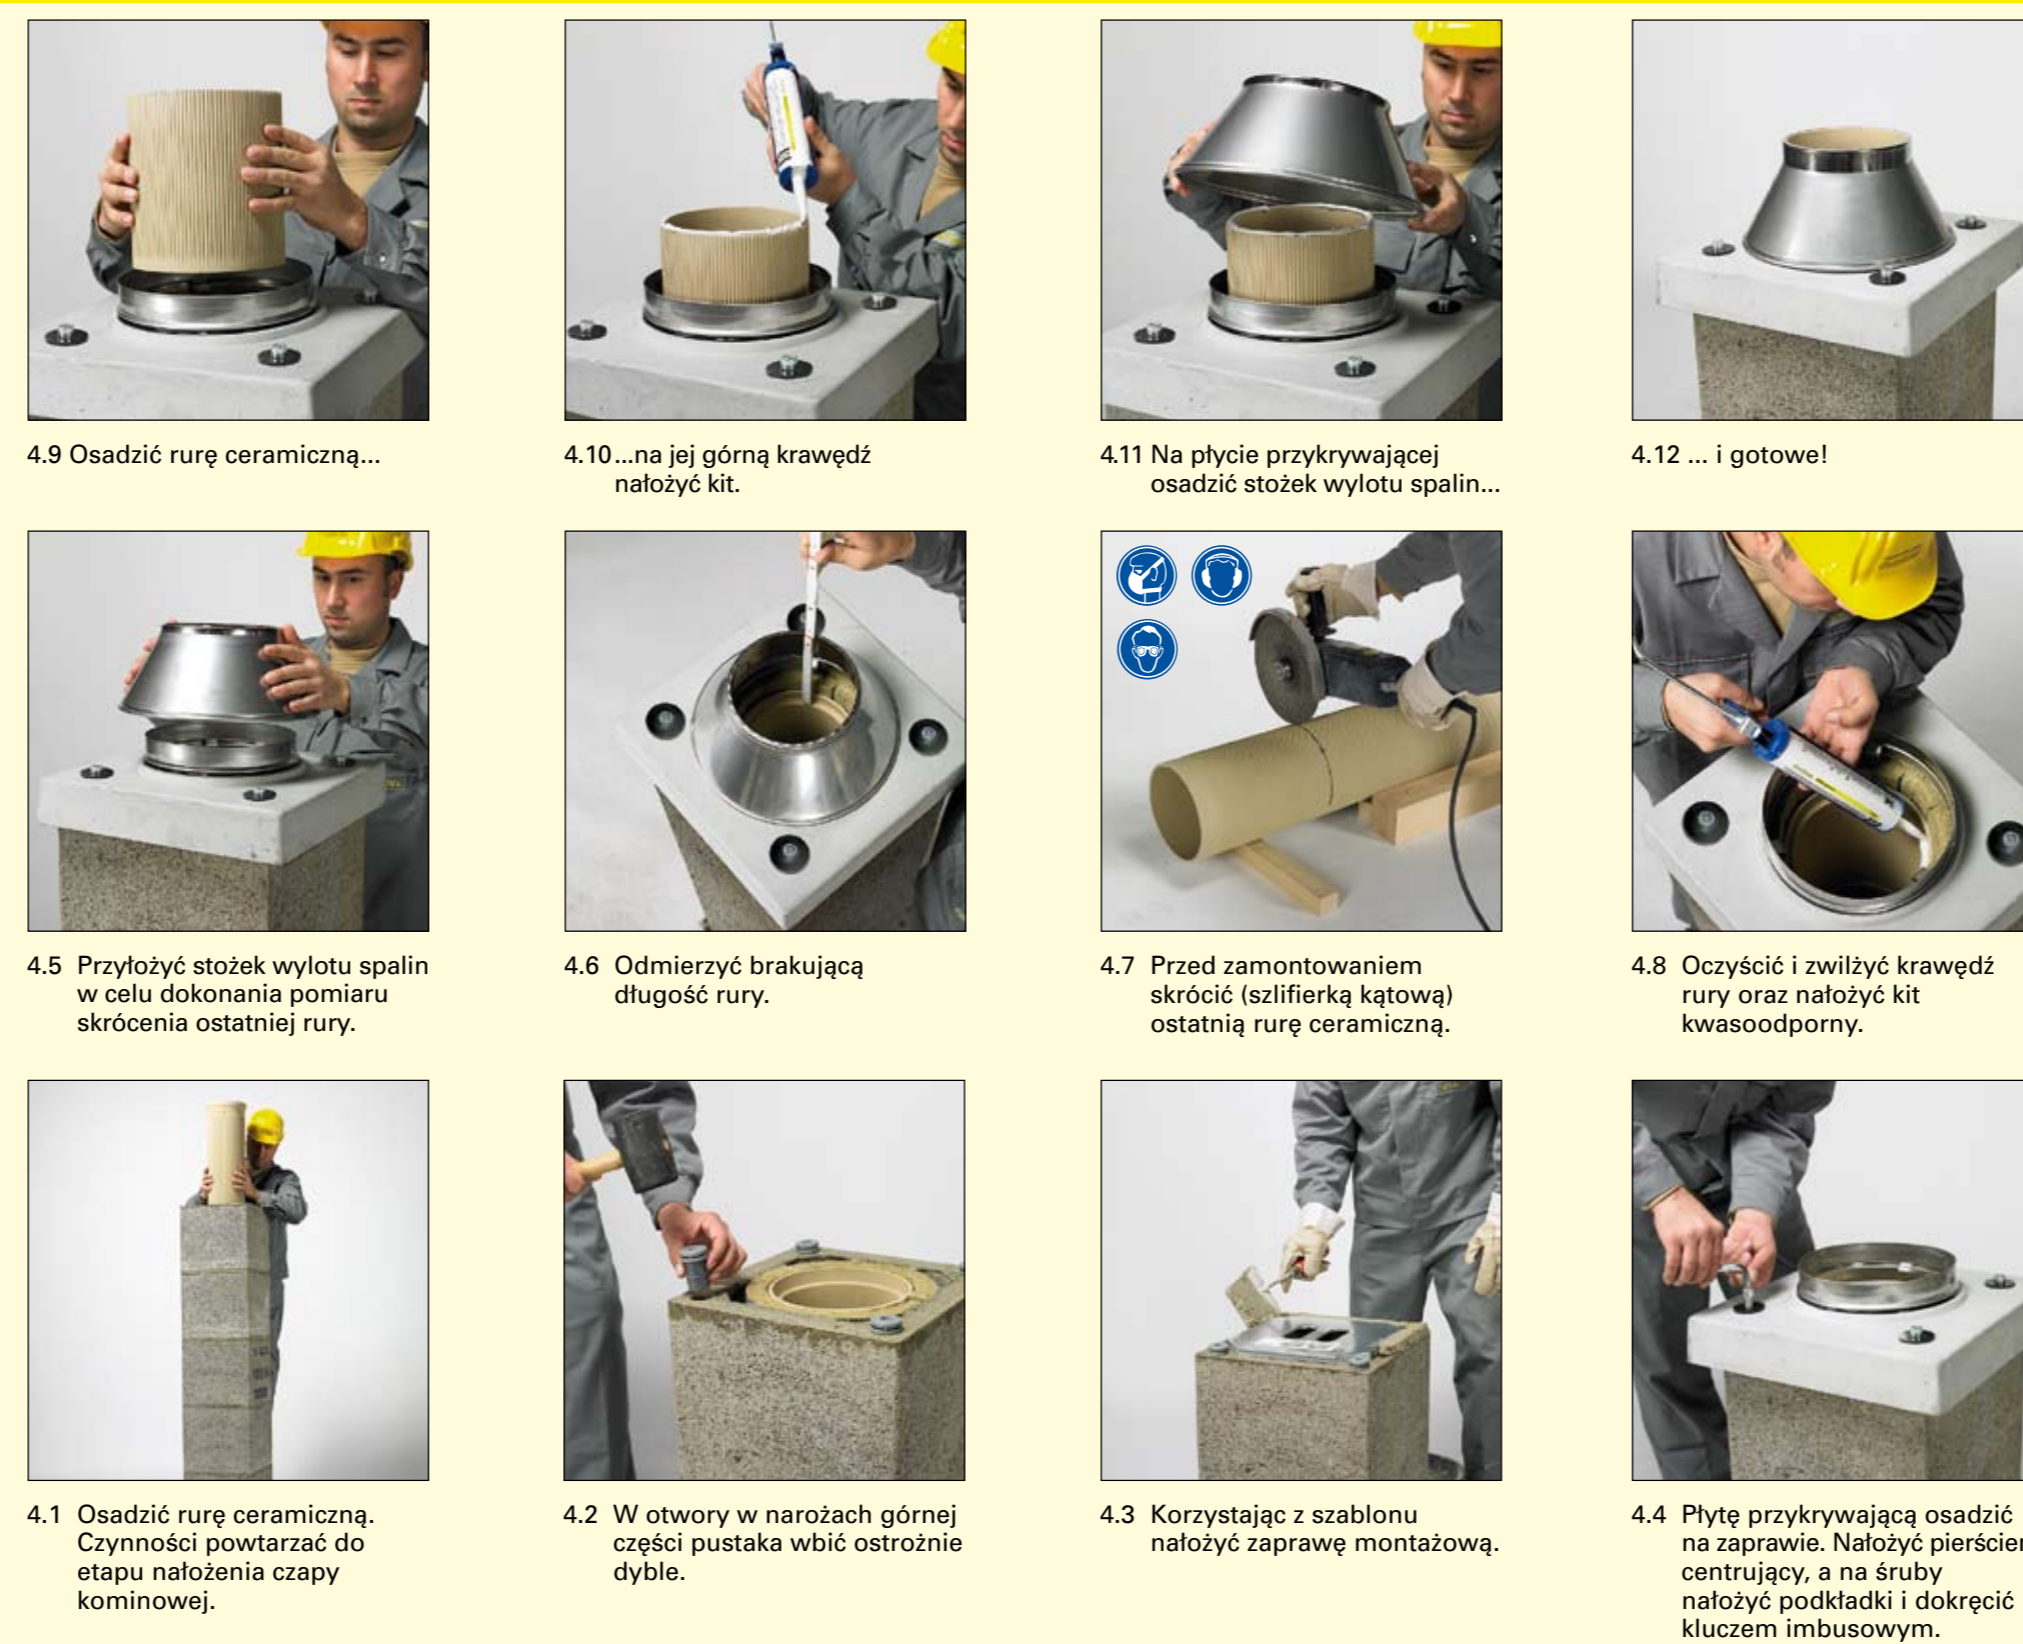 4.9 Osadzić rurę ceramiczną...
4.10...na jej górną krawędź
nałożyć kit.
4.11 Na płycie przykrywającej
osadzić stożek wylotu spalin...
4.12 ... i gotowe!
4.5 Przyłożyć stożek wylotu spalin
w celu dokonania pomiaru
skrócenia ostatniej rury.
4.6 Odmierzyć brakującą
długość rury.
4.7 Przed zamontowaniem
skrócić (szlifierką kątową)
ostatnią rurę ceramiczną.
4.8 Oczyścić i zwilżyć krawędź
rury oraz nałożyć kit
kwasoodporny.
4.1 Osadzić rurę ceramiczną.
Czynności powtarzać do
etapu nałożenia czapy
kominowej.
4.2 W otwory w narożach górnej
części pustaka wbić ostrożnie
dyble.
4.3 Korzystając z szablonu
nałożyć zaprawę montażową.
4.4 Płytę przykrywającą osadzić
na zaprawie. Nałożyć pierścień
centrujący, a na śruby
nałożyć podkładki i dokręcić
kluczem imbusowym.